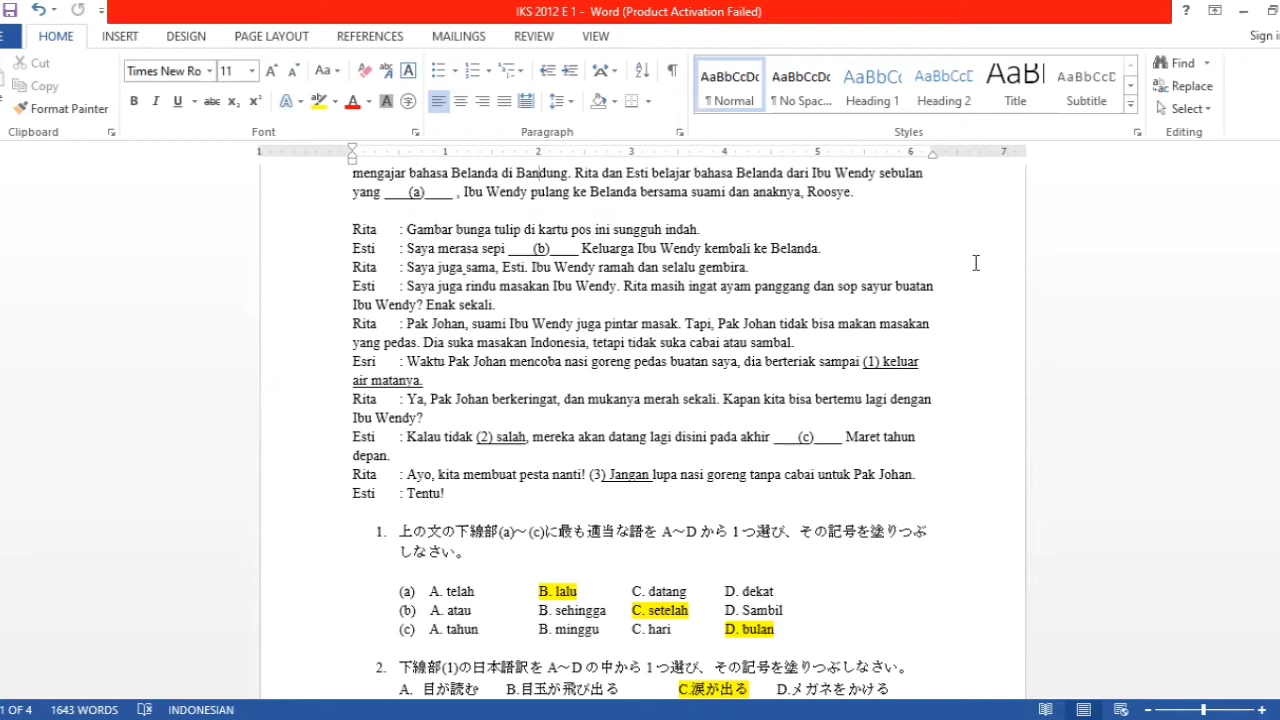 IKS 2012 E 1 - Word (Product Activation Failed)
HOME INSERT DESIGN PAGE LAYOUT REFERENCES MAILINGS REVIEW VIEW Sign i
Cut
Copy
Format Painter
Times New Ro 11
AaBbCcDc AaBbCcDc AaBbCc AaBbCcD AaB AaBbCcD
¶ Normal ¶ No Spac... Heading 1 Heading 2 Title Subtitle
Find
Replace
Select
Clipboard Font Paragraph Styles Editing
1 1 2 3 4 5 6 7
mengajar bahasa Belanda di Bandung. Rita dan Esti belajar bahasa Belanda dari Ibu Wendy sebulan
yang ____(a)____ , Ibu Wendy pulang ke Belanda bersama suami dan anaknya, Roosye.
Rita : Gambar bunga tulip di kartu pos ini sungguh indah.
Esti : Saya merasa sepi ____(b)____ Keluarga Ibu Wendy kembali ke Belanda.
Rita : Saya juga sama, Esti. Ibu Wendy ramah dan selalu gembira.
Esti : Saya juga rindu masakan Ibu Wendy. Rita masih ingat ayam panggang dan sop sayur buatan
Ibu Wendy? Enak sekali.
Rita : Pak Johan, suami Ibu Wendy juga pintar masak. Tapi, Pak Johan tidak bisa makan masakan
yang pedas. Dia suka masakan Indonesia, tetapi tidak suka cabai atau sambal.
Esri : Waktu Pak Johan mencoba nasi goreng pedas buatan saya, dia berteriak sampai (1) keluar
air matanya.
Rita : Ya, Pak Johan berkeringat, dan mukanya merah sekali. Kapan kita bisa bertemu lagi dengan
Ibu Wendy?
Esti : Kalau tidak (2) salah, mereka akan datang lagi disini pada akhir ____(c)____ Maret tahun
depan.
Rita : Ayo, kita membuat pesta nanti! (3) Jangan lupa nasi goreng tanpa cabai untuk Pak Johan.
Esti : Tentu!
1. 上の文の下線部(a)～(c)に最も適当な語を A～D から 1 つ選び、その記号を塗りつぶ
しなさい。
(a) A. telah B. lalu C. datang D. dekat
(b) A. atau B. sehingga C. setelah D. Sambil
(c) A. tahun B. minggu C. hari D. bulan
2. 下線部(1)の日本語訳を A～D の中から 1 つ選び、その記号を塗りつぶしなさい。
A. 目が読む B.目玉が飛び出る C.涙が出る D.メガネをかける
1 OF 4 1643 WORDS INDONESIAN